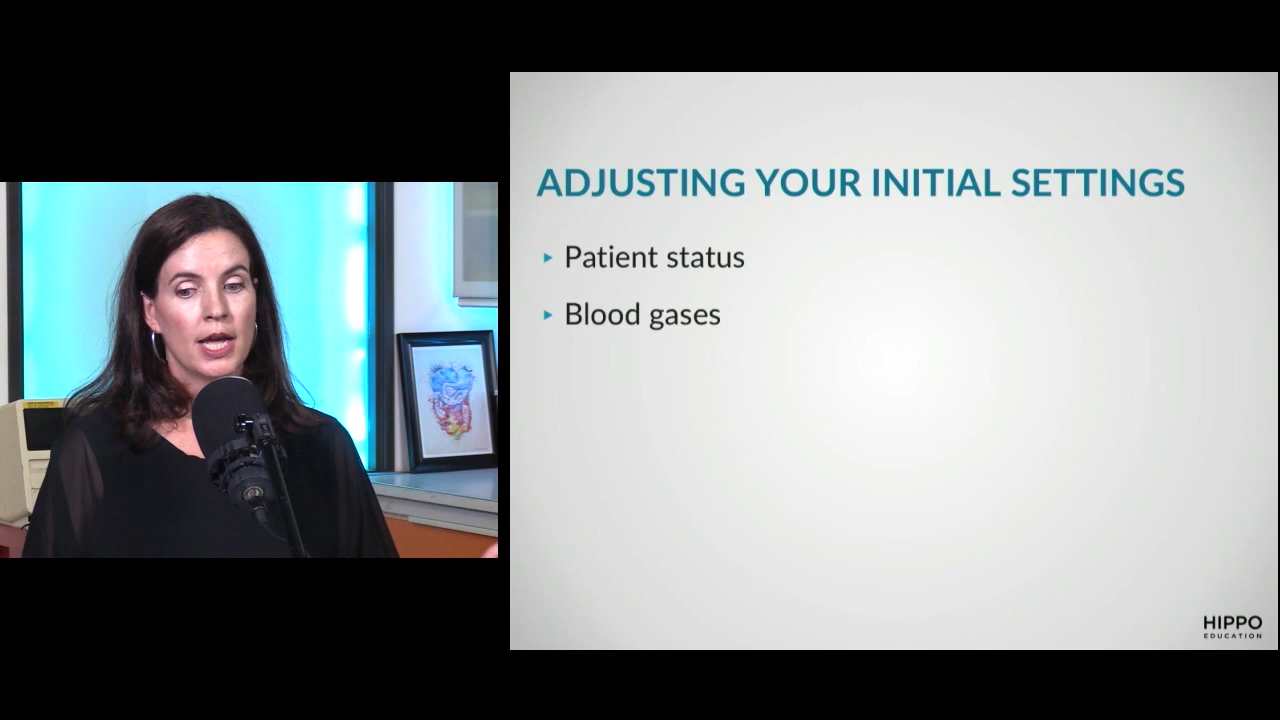 ADJUSTING YOUR INITIAL SETTINGS
Patient status
Blood gases
HIPPO
EDUCATION